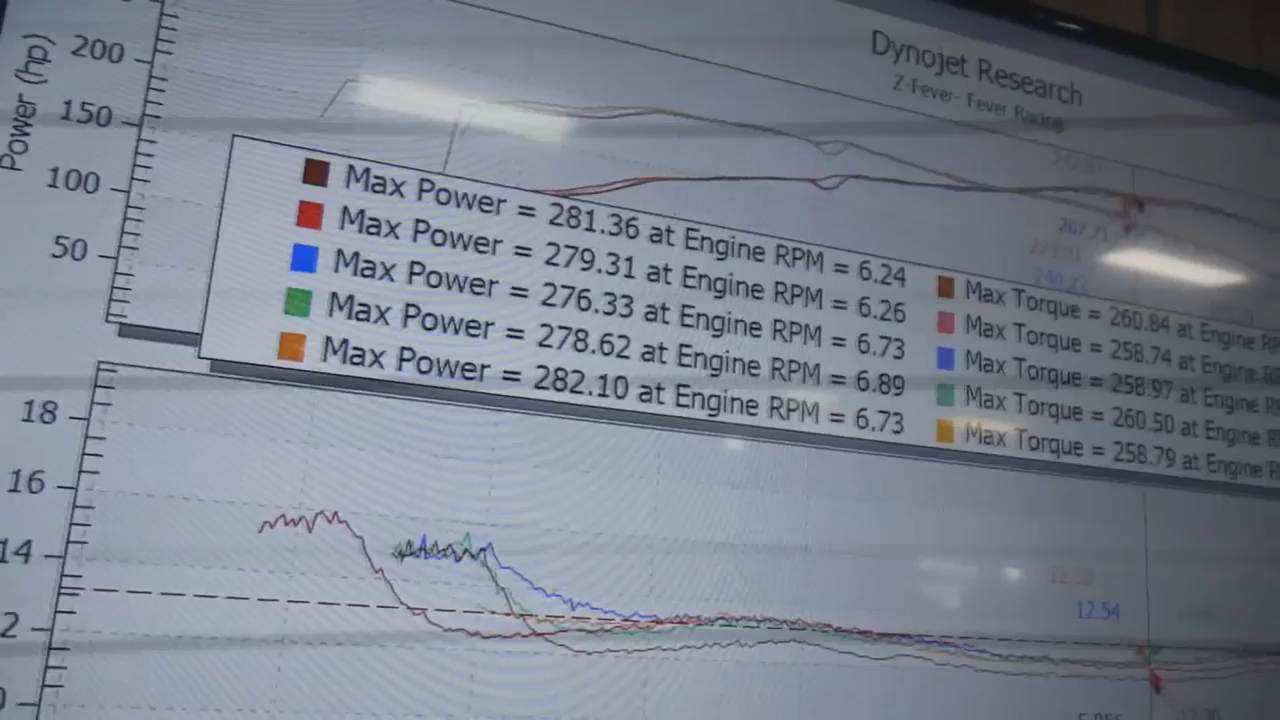 Dynojet Research
Z-Fever- Fever Racing
Power (hp)
200
150
100
50
Max Power = 281.36 at Engine RPM = 6.24
Max Power = 279.31 at Engine RPM = 6.26
Max Power = 276.33 at Engine RPM = 6.73
Max Power = 278.62 at Engine RPM = 6.89
Max Power = 282.10 at Engine RPM = 6.73
Max Torque = 260.84 at Engine
Max Torque = 258.74 at Engine
Max Torque = 258.97 at Engine
Max Torque = 260.50 at Engine
Max Torque = 258.79 at Engine
18
16
14
2
0
12.54